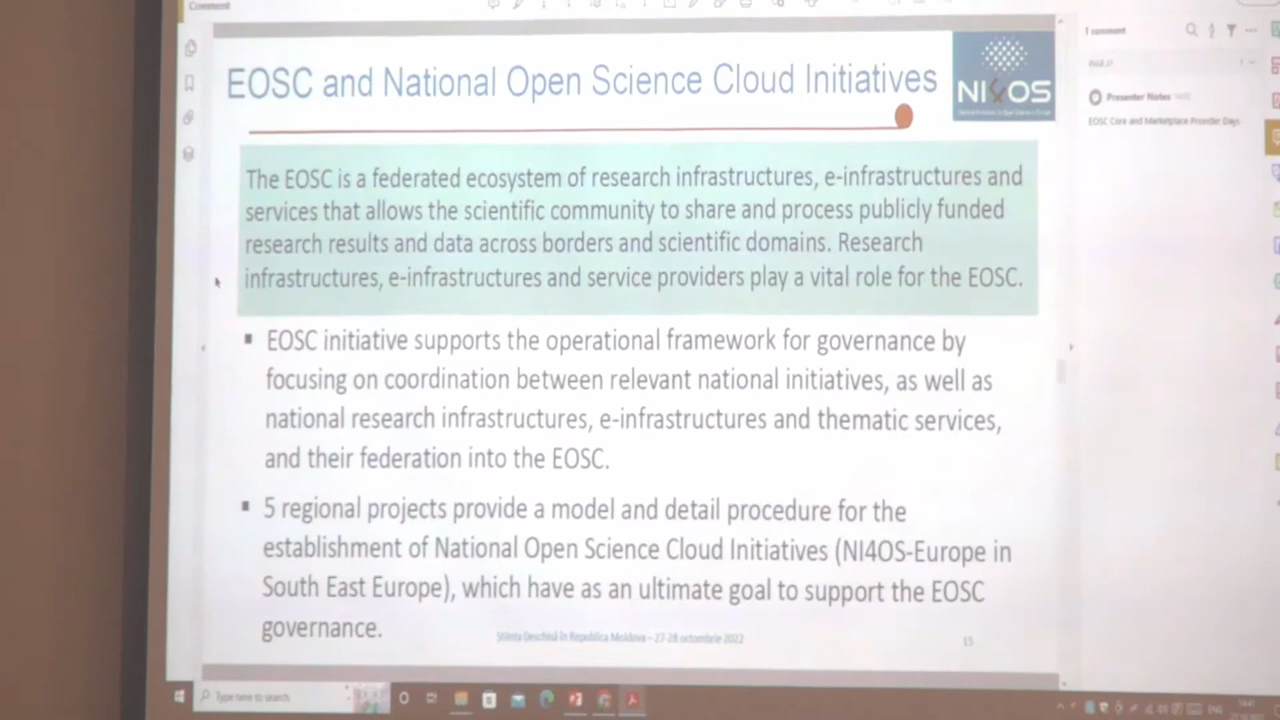 Comment
1 comment
EOSC and National Open Science Cloud Initiatives
NI4OS
Presenter Notes
EOSC Core and Marketplace Provider Days
The EOSC is a federated ecosystem of research infrastructures, e-infrastructures and
services that allows the scientific community to share and process publicly funded
research results and data across borders and scientific domains. Research
infrastructures, e-infrastructures and service providers play a vital role for the EOSC.
▪ EOSC initiative supports the operational framework for governance by
focusing on coordination between relevant national initiatives, as well as
national research infrastructures, e-infrastructures and thematic services,
and their federation into the EOSC.
▪ 5 regional projects provide a model and detail procedure for the
establishment of National Open Science Cloud Initiatives (NI4OS-Europe in
South East Europe), which have as an ultimate goal to support the EOSC
governance.
Știința Deschisă în Republica Moldova – 27-28 octombrie 2022
15
Type here to search
ENG